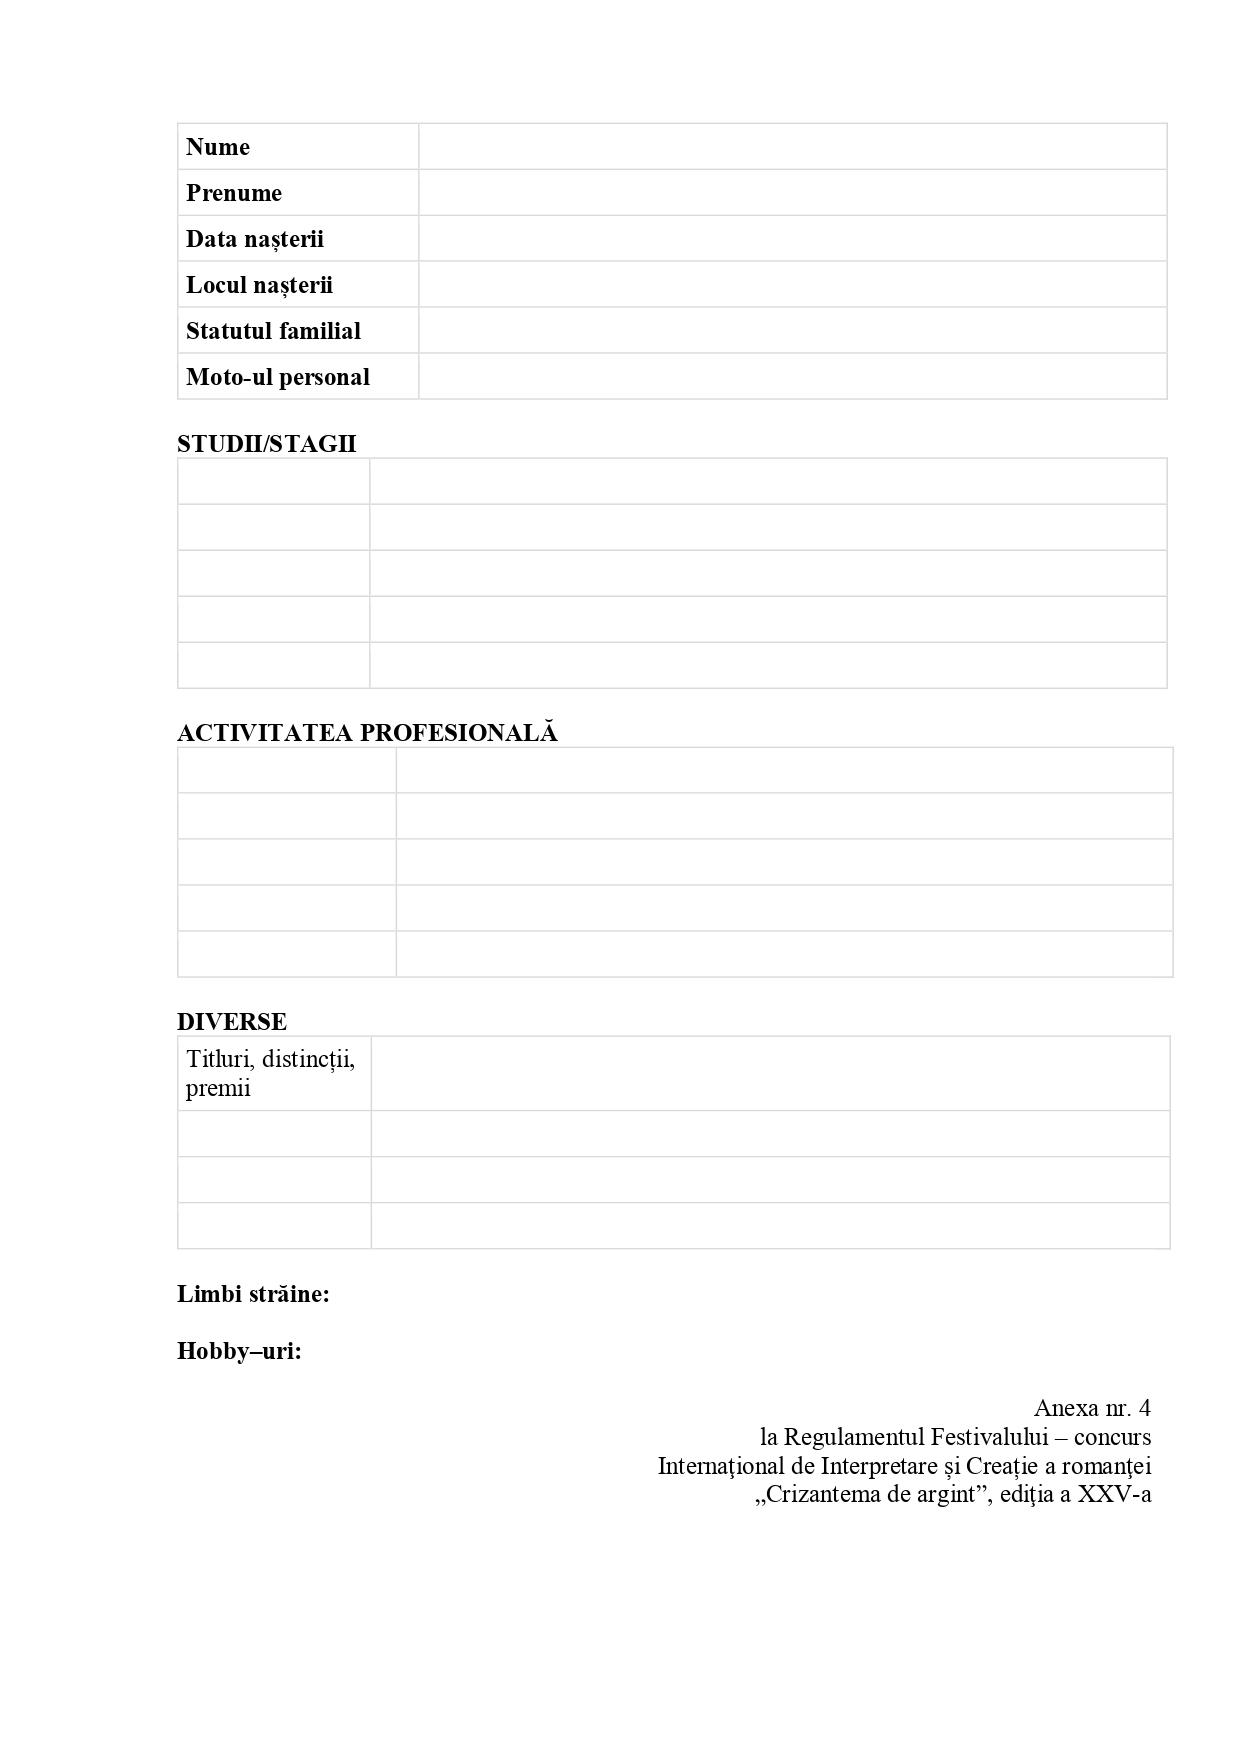 Nume
Prenume
Data nașterii
Locul nașterii
Statutul familial
Moto-ul personal
STUDII/STAGII
ACTIVITATEA PROFESIONALĂ
DIVERSE
Titluri, distincții,
premii
Limbi străine:
Hobby–uri:
Anexa nr. 4
la Regulamentul Festivalului – concurs
Internaţional de Interpretare și Creație a romanţei
„Crizantema de argint”, ediţia a XXV-a